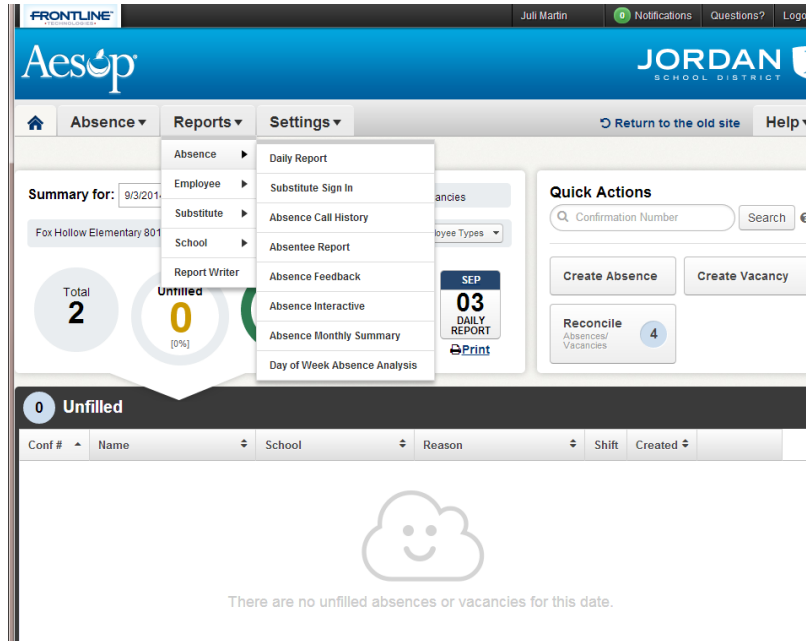 FRONTLINE
TECHNOLOGIES
Juli Martin
0 Notifications
Questions?
Logo
Aesop
JORDAN
SCHOOL DISTRICT
Absence
Reports
Settings
Return to the old site
Help
Absence
Employee
Substitute
School
Report Writer
Daily Report
Substitute Sign In
Absence Call History
Absentee Report
Absence Feedback
Absence Interactive
Absence Monthly Summary
Day of Week Absence Analysis
Summary for: 9/3/201
ancies
Fox Hollow Elementary 801
loyee Types
Total
2
Unfilled
0
[0%]
SEP
03
DAILY
REPORT
Print
Quick Actions
Confirmation Number
Search
Create Absence
Create Vacancy
Reconcile
Absences/
Vacancies
4
0 Unfilled
Conf #
Name
School
Reason
Shift
Created
There are no unfilled absences or vacancies for this date.